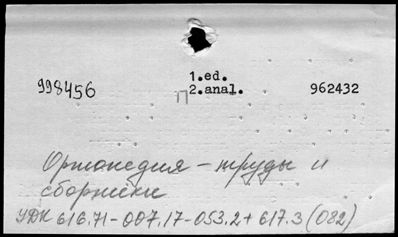 998456 1.ed. 962432
П 2.anal.
Ортопедия – труды и
сборники
УДК 616.71-007.17-053.2+617.3(082)